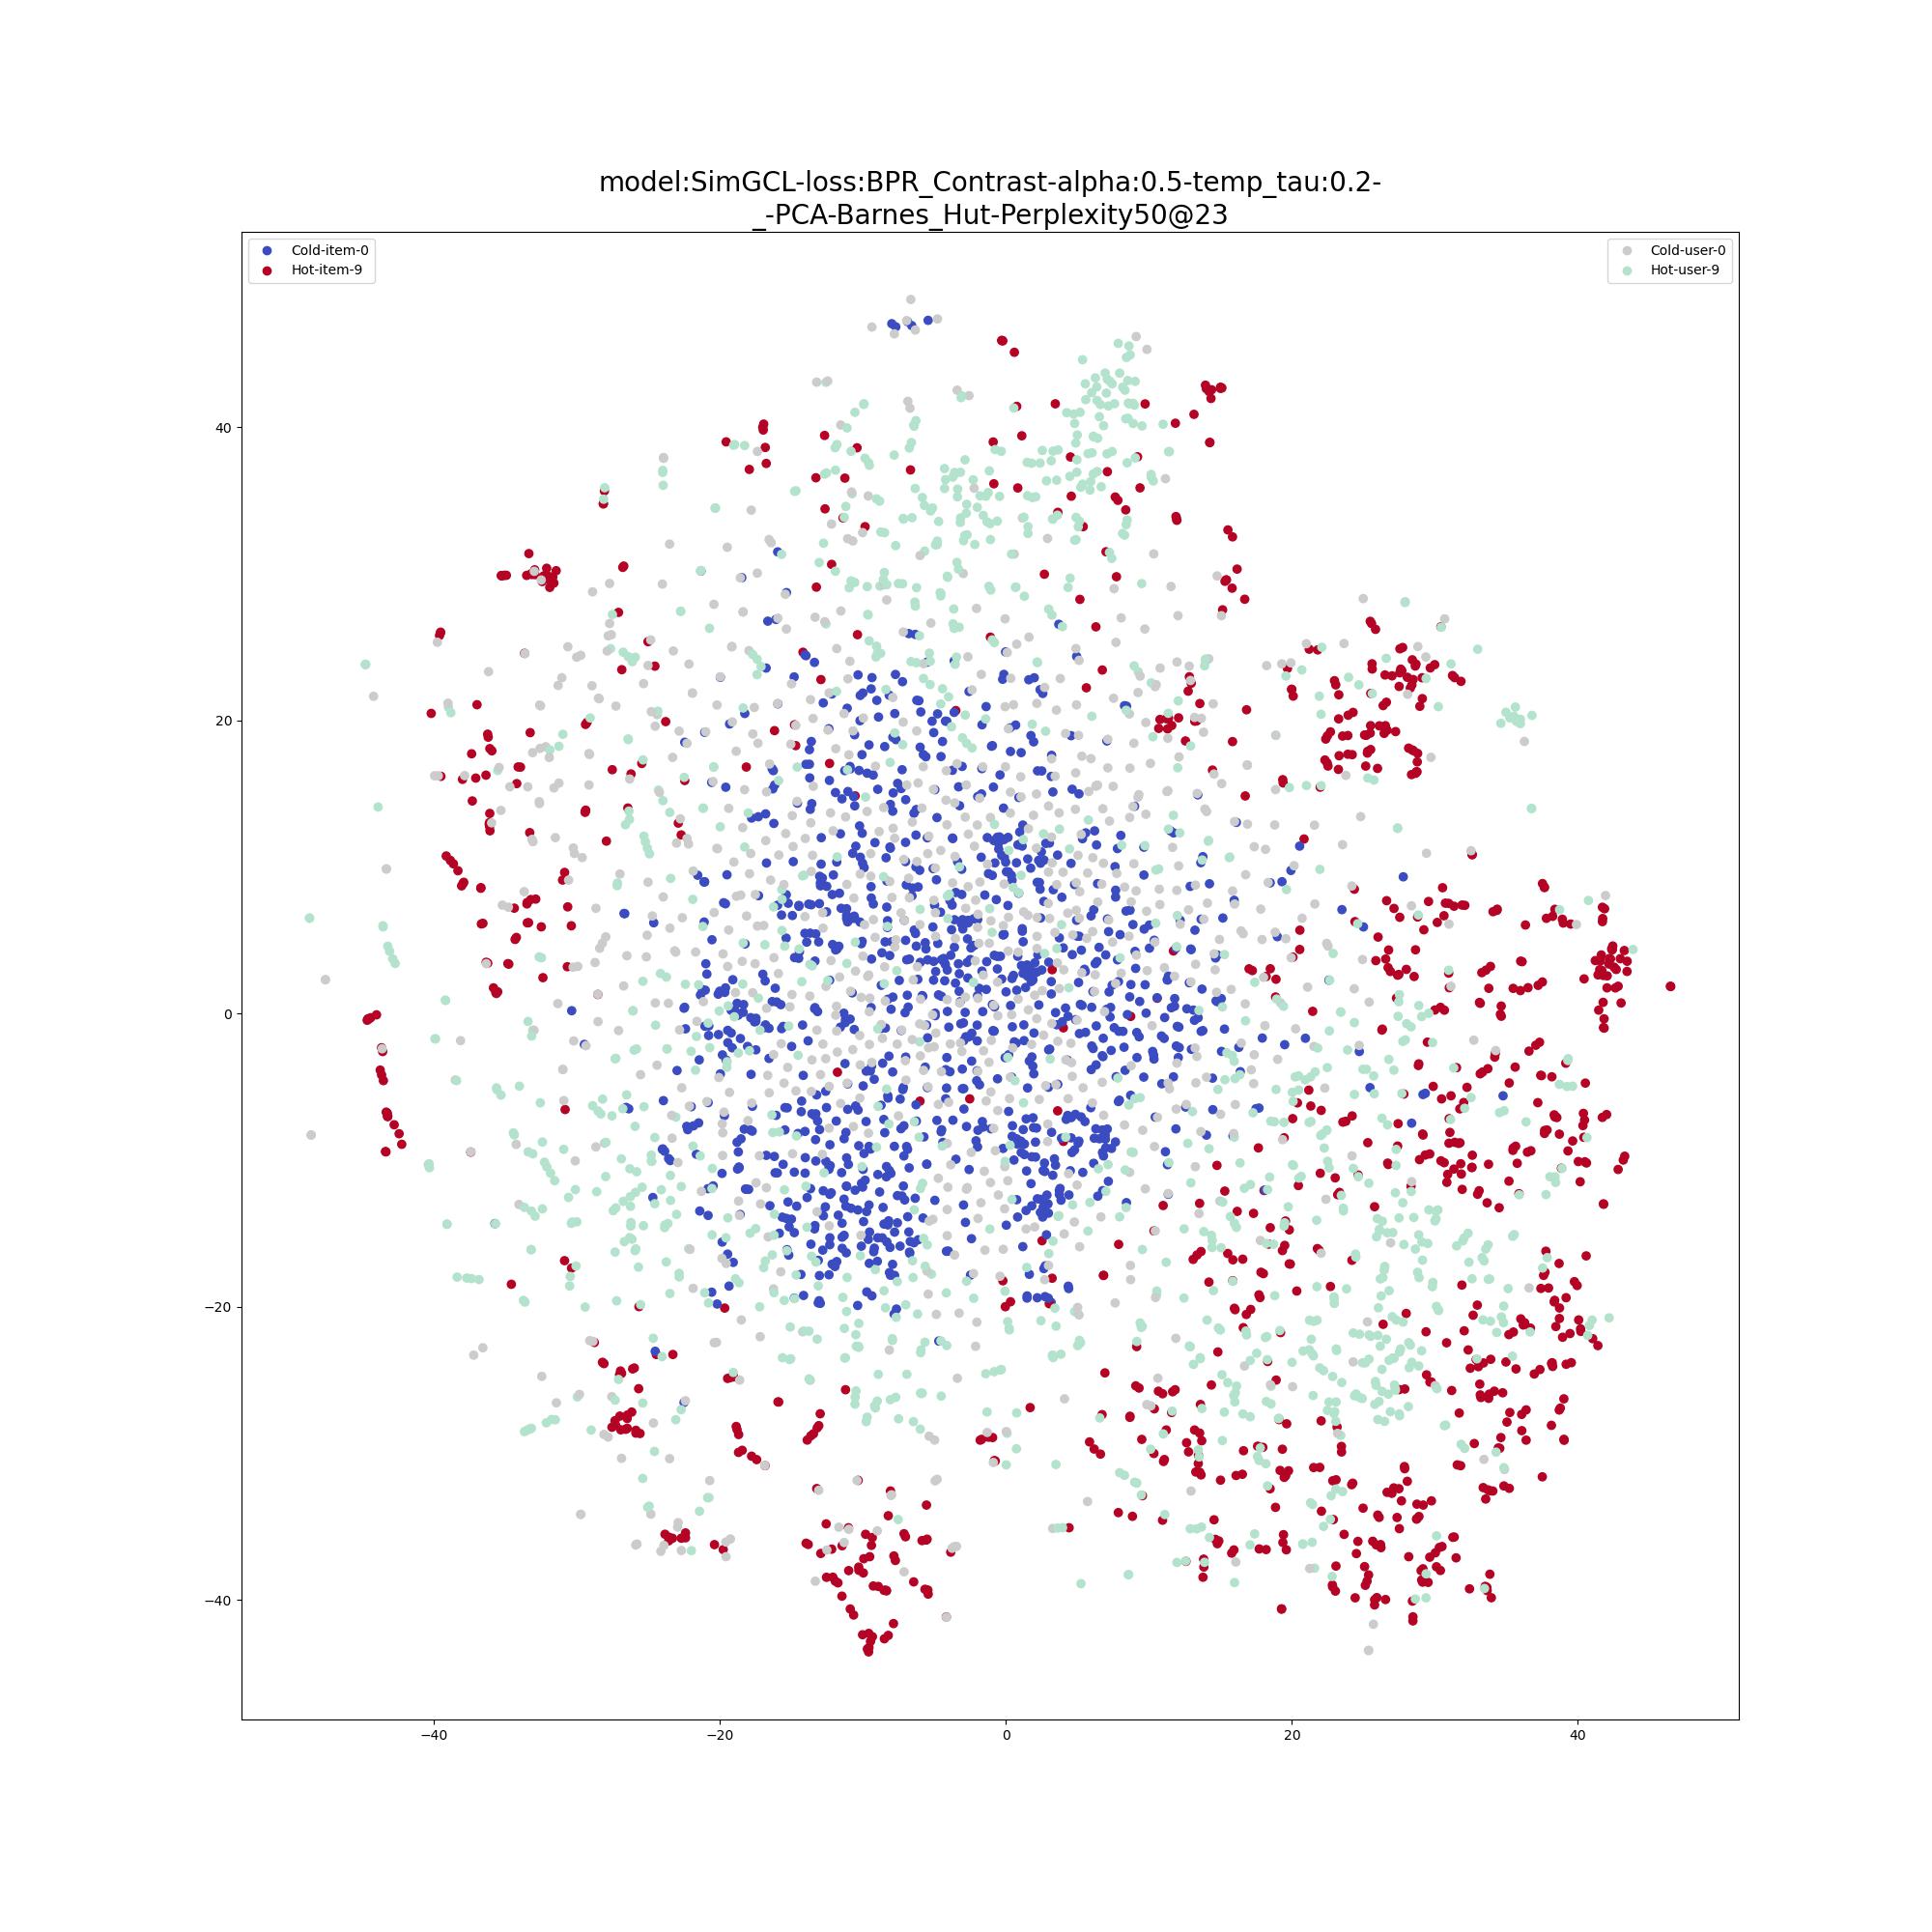 model:SimGCL-loss:BPR_Contrast-alpha:0.5-temp_tau:0.2-
_-PCA-Barnes_Hut-Perplexity50@23
Cold-item-0
Hot-item-9
Cold-user-0
Hot-user-9
40
20
0
−20
−40
−40
−20
0
20
40